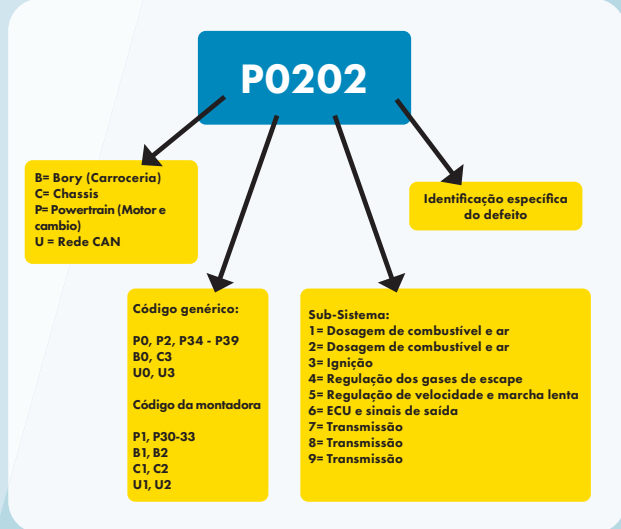 P0202
B= Bory (Carroceria)
C= Chassis
P= Powertrain (Motor e
cambio)
U = Rede CAN
Identificação específica
do defeito
Código genérico:
P0, P2, P34 - P39
B0, C3
U0, U3
Código da montadora
P1, P30-33
B1, B2
C1, C2
U1, U2
Sub-Sistema:
1= Dosagem de combustível e ar
2= Dosagem de combustível e ar
3= Ignição
4= Regulação dos gases de escape
5= Regulação de velocidade e marcha lenta
6= ECU e sinais de saída
7= Transmissão
8= Transmissão
9= Transmissão